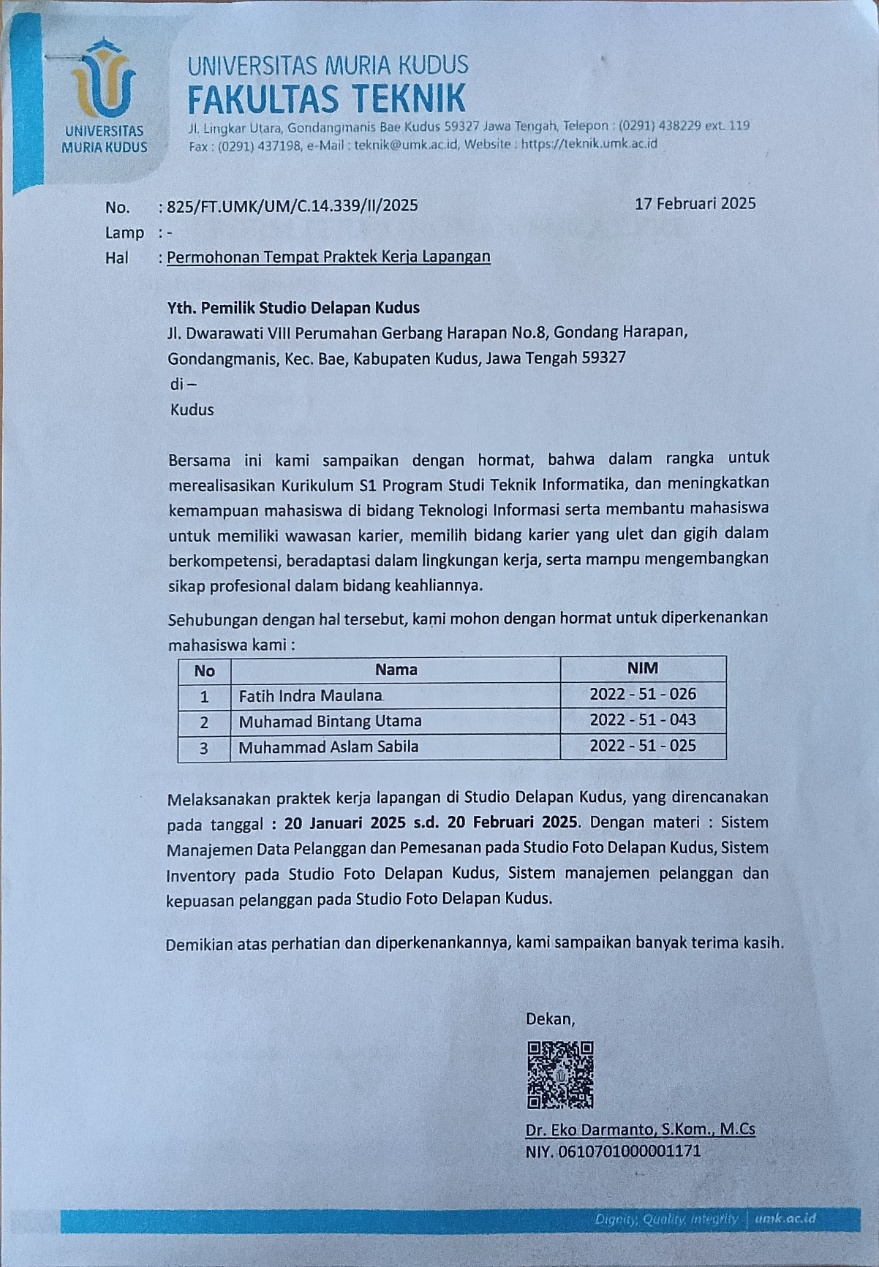 UNIVERSITAS
MURIA KUDUS
UNIVERSITAS MURIA KUDUS
FAKULTAS TEKNIK
Jl. Lingkar Utara, Gondangmanis Bae Kudus 59327 Jawa Tengah, Telepon : (0291) 438229 ext. 119
Fax : (0291) 437198, e-Mail : teknik@umk.ac.id, Website : https://teknik.umk.ac.id
No. : 825/FT.UMK/UM/C.14.339/II/2025 17 Februari 2025
Lamp : -
Hal : Permohonan Tempat Praktek Kerja Lapangan
Yth. Pemilik Studio Delapan Kudus
Jl. Dwarawati VIII Perumahan Gerbang Harapan No.8, Gondang Harapan,
Gondangmanis, Kec. Bae, Kabupaten Kudus, Jawa Tengah 59327
di –
Kudus
Bersama ini kami sampaikan dengan hormat, bahwa dalam rangka untuk
merealisasikan Kurikulum S1 Program Studi Teknik Informatika, dan meningkatkan
kemampuan mahasiswa di bidang Teknologi Informasi serta membantu mahasiswa
untuk memiliki wawasan karier, memilih bidang karier yang ulet dan gigih dalam
berkompetensi, beradaptasi dalam lingkungan kerja, serta mampu mengembangkan
sikap profesional dalam bidang keahliannya.
Sehubungan dengan hal tersebut, kami mohon dengan hormat untuk diperkenankan
mahasiswa kami :
No Nama NIM
1 Fatih Indra Maulana 2022 - 51 - 026
2 Muhamad Bintang Utama 2022 - 51 - 043
3 Muhammad Aslam Sabila 2022 - 51 - 025
Melaksanakan praktek kerja lapangan di Studio Delapan Kudus, yang direncanakan
pada tanggal : 20 Januari 2025 s.d. 20 Februari 2025. Dengan materi : Sistem
Manajemen Data Pelanggan dan Pemesanan pada Studio Foto Delapan Kudus, Sistem
Inventory pada Studio Foto Delapan Kudus, Sistem manajemen pelanggan dan
kepuasan pelanggan pada Studio Foto Delapan Kudus.
Demikian atas perhatian dan diperkenankannya, kami sampaikan banyak terima kasih.
Dekan,
Dr. Eko Darmanto, S.Kom., M.Cs
NIY. 0610701000001171
Dignity, Quality, Integrity | umk.ac.id